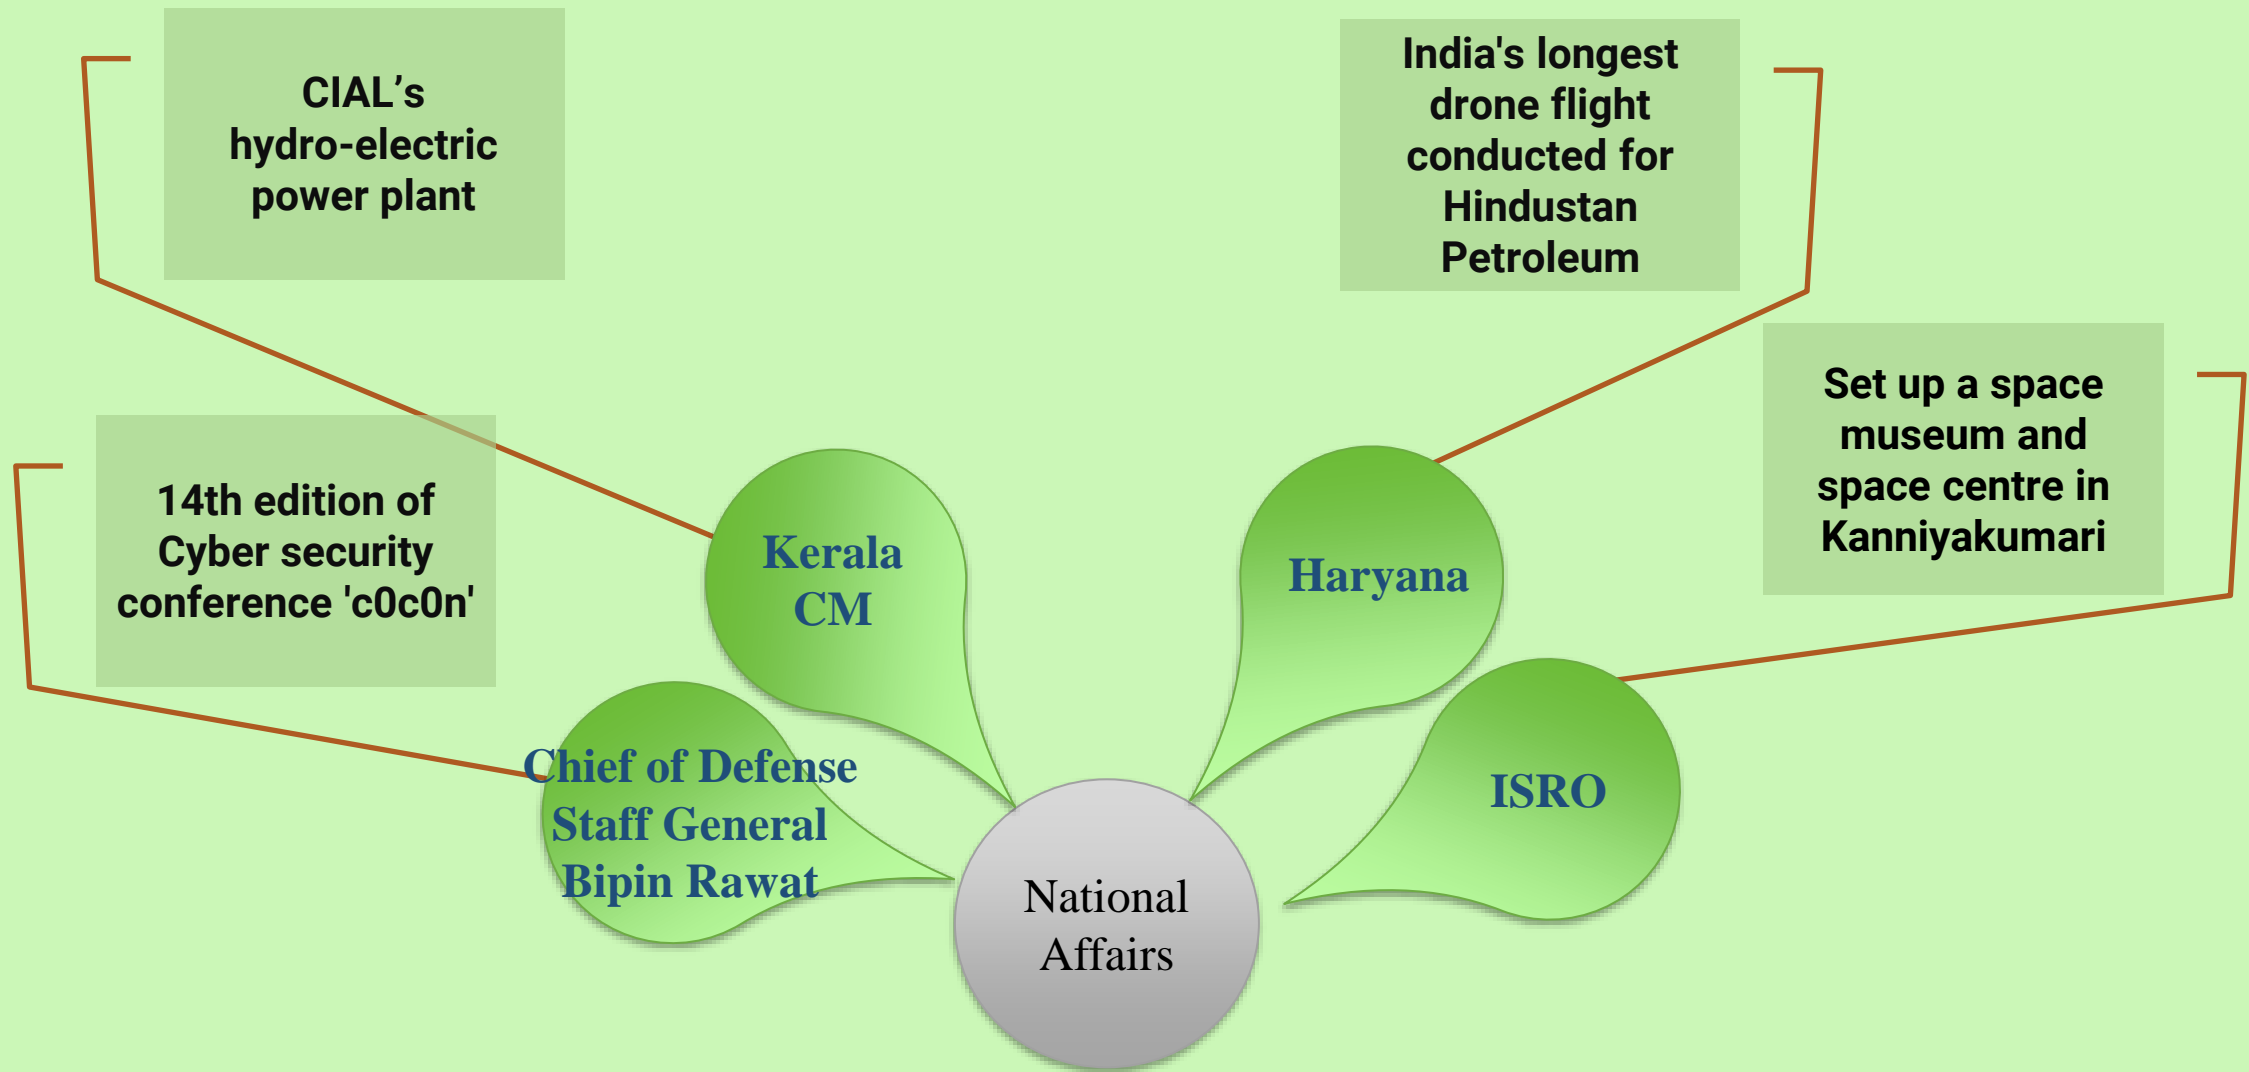 CIAL’s
hydro-electric
power plant
India's longest
drone flight
conducted for
Hindustan
Petroleum
14th edition of
Cyber security
conference 'c0c0n'
Set up a space
museum and
space centre in
Kanniyakumari
Kerala
CM
Haryana
Chief of Defense
Staff General
Bipin Rawat
ISRO
National
Affairs